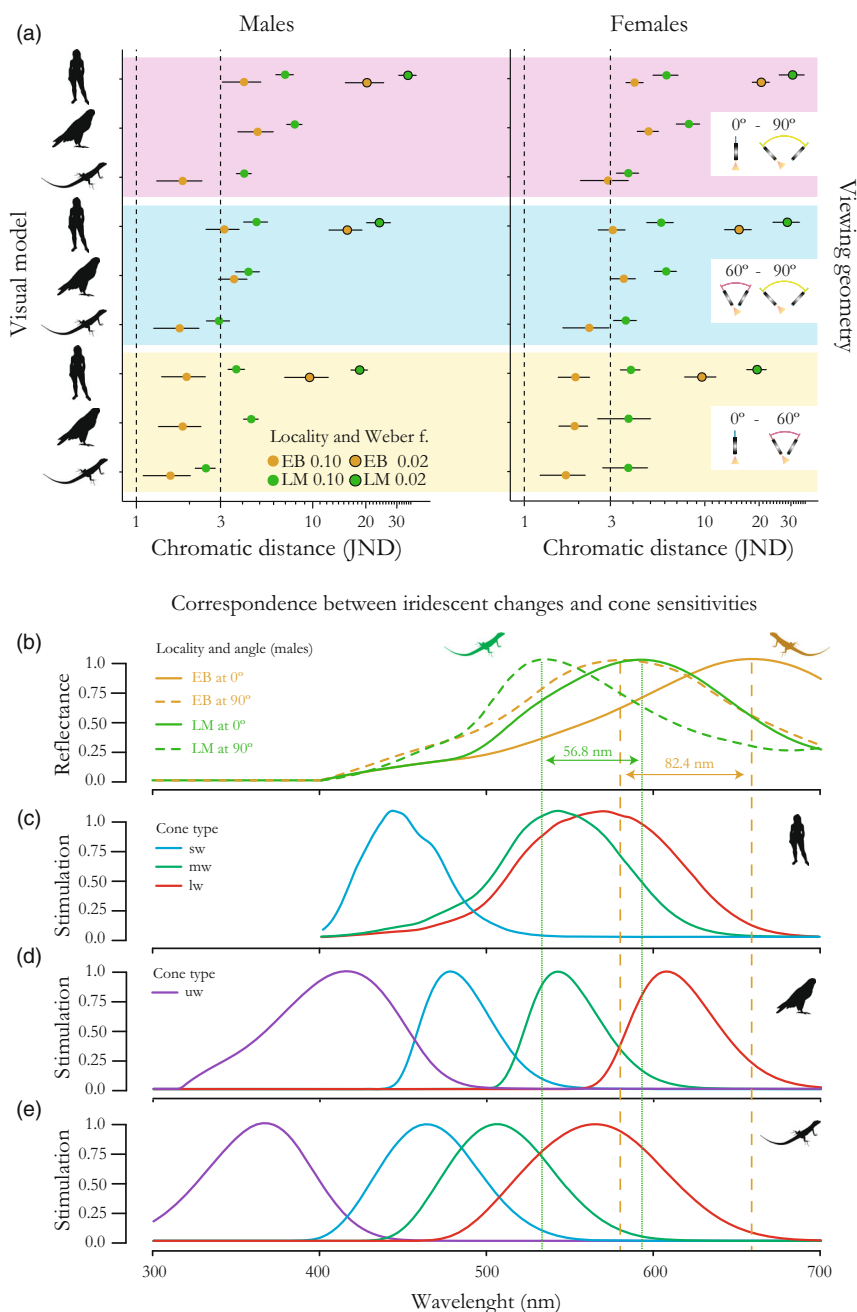 (a)
Males
Females
Visual model
Viewing geometry
0º - 90º
60º - 90º
0º - 60º
Locality and Weber f.
EB 0.10 EB 0.02
LM 0.10 LM 0.02
1 3 10 20 30
1 3 10 20 30
Chromatic distance (JND)
Chromatic distance (JND)
Correspondence between iridescent changes and cone sensitivities
(b)
Locality and angle (males)
EB at 0º
EB at 90º
LM at 0º
LM at 90º
56.8 nm
82.4 nm
Reflectance
1.0
0.75
0.50
0.25
0.0
(c)
Cone type
sw
mw
lw
Stimulation
1.0
0.75
0.50
0.25
0.0
(d)
Cone type
uw
Stimulation
1.0
0.75
0.50
0.25
0.0
(e)
Stimulation
1.0
0.75
0.50
0.25
0.0
300 400 500 600 700
Wavelenght (nm)